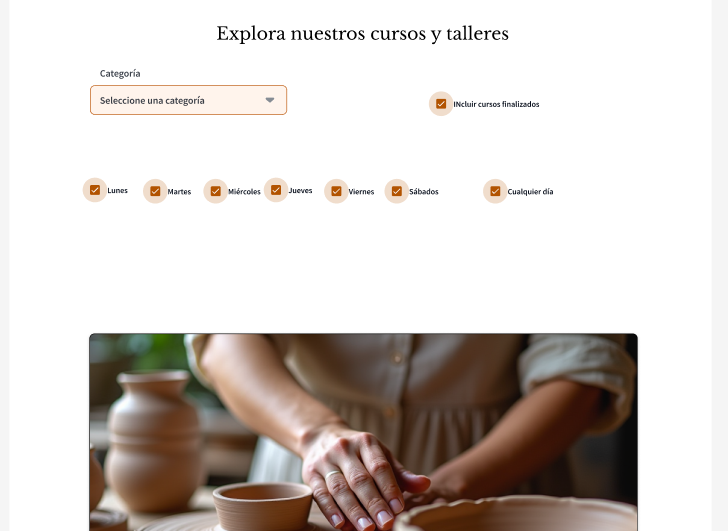 Explora nuestros cursos y talleres
Categoría
Seleccione una categoría
INcluir cursos finalizados
Lunes Martes Miércoles Jueves Viernes Sábados Cualquier día